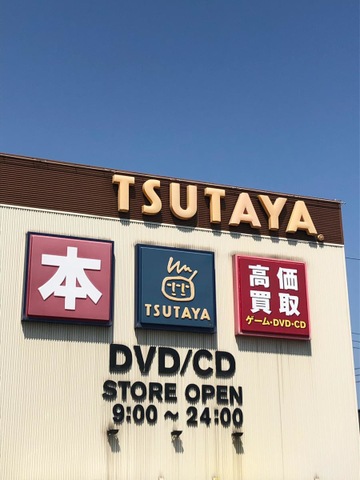 TSUTAYA
本
TSUTAYA
高価
買取
ゲーム・DVD・CD
DVD/CD
STORE OPEN
9:00～24:00